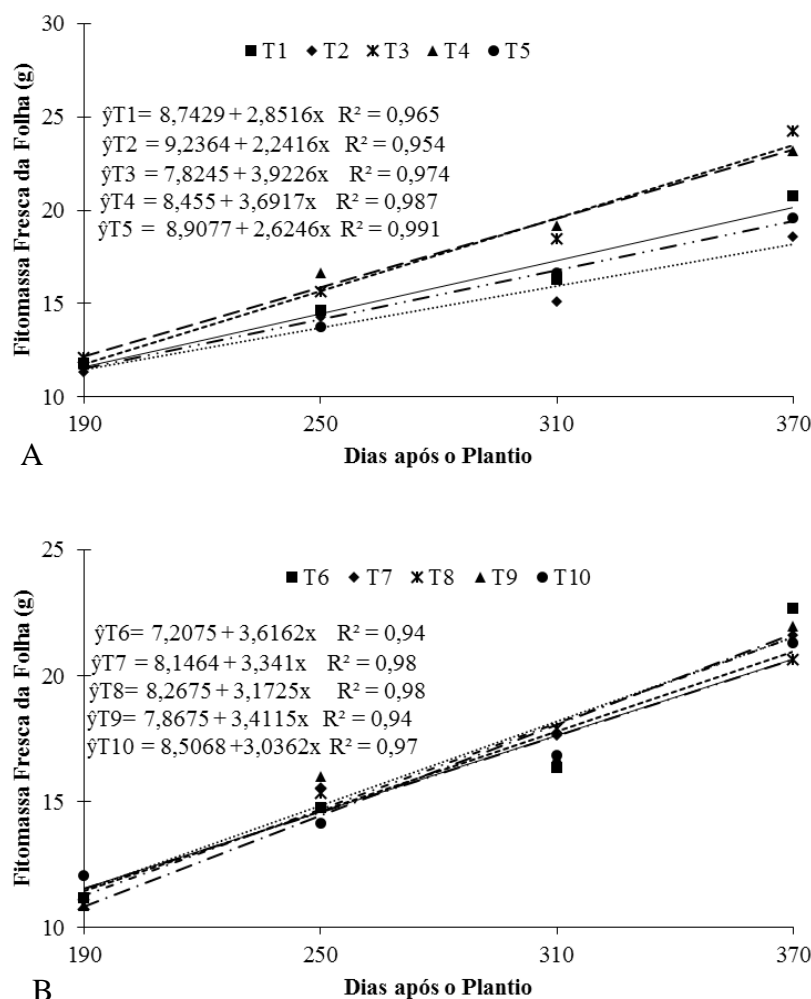 30
25
20
15
10
Fitomassa Fresca da Folha (g)
T1 T2 T3 T4 T5
ŷT1= 8,7429 + 2,8516x R² = 0,965
ŷT2 = 9,2364 + 2,2416x R² = 0,954
ŷT3 = 7,8245 + 3,9226x R² = 0,974
ŷT4 = 8,455 + 3,6917x R² = 0,987
ŷT5 = 8,9077 + 2,6246x R² = 0,991
190 250 310 370
Dias após o Plantio
A
25
20
15
10
Fitomassa Fresca da Folha (g)
T6 T7 T8 T9 T10
ŷT6= 7,2075 + 3,6162x R² = 0,94
ŷT7 = 8,1464 + 3,341x R² = 0,98
ŷT8 = 8,2675 + 3,1725x R² = 0,98
ŷT9 = 7,8675 + 3,4115x R² = 0,94
ŷT10 = 8,5068 +3,0362x R² = 0,97
190 250 310 370
Dias após o Plantio
B